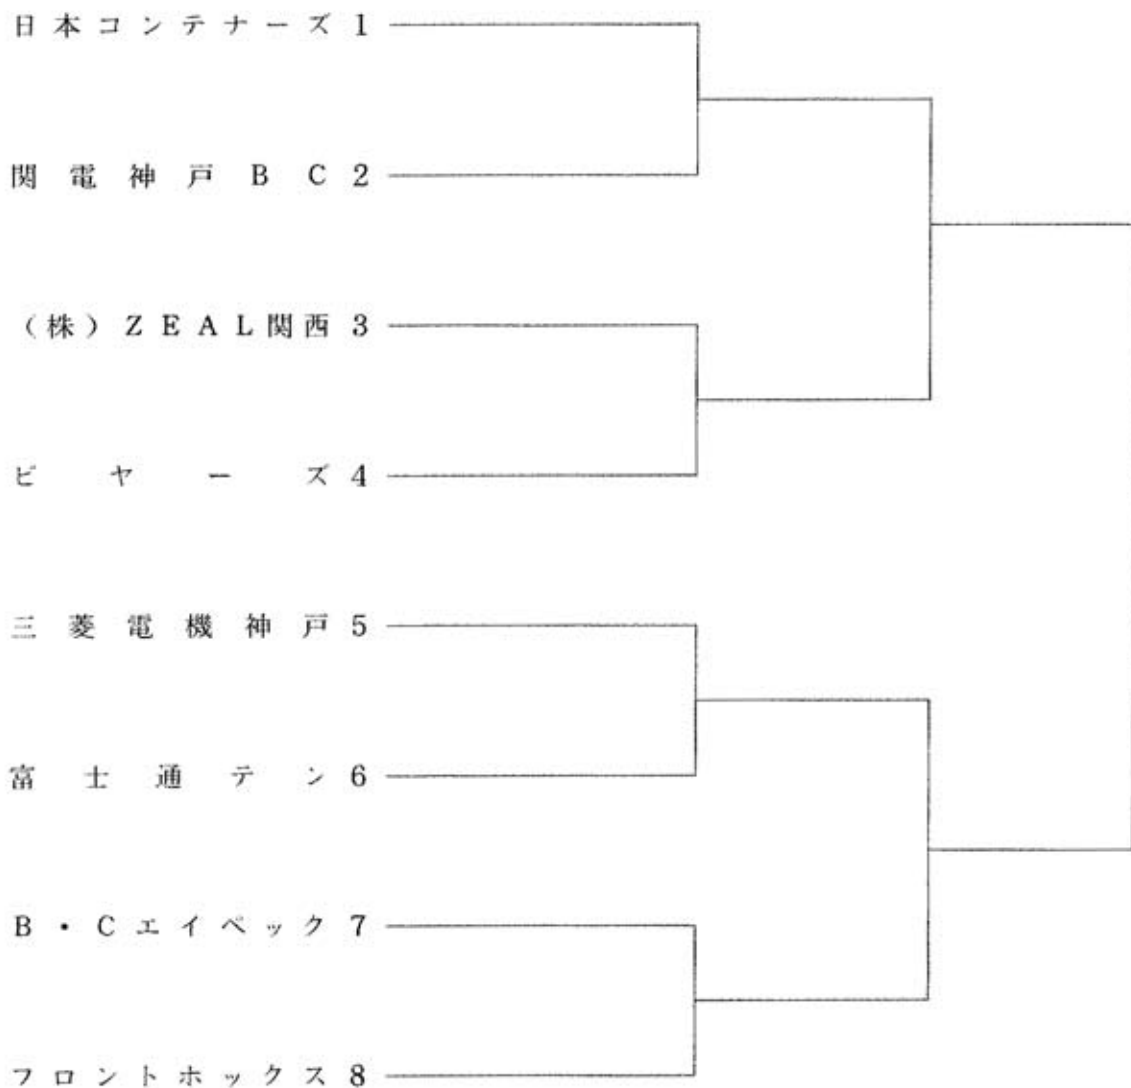 日本コンテナーズ 1
関電神戸BC 2
(株)ZEAL関西 3
ビヤーズ 4
三菱電機神戸 5
富士通テン 6
B・Cエイペック 7
フロントホックス 8